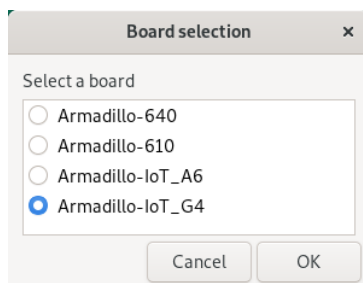 Board selection ×
Select a board
Armadillo-640
Armadillo-610
Armadillo-IoT_A6
Armadillo-IoT_G4
Cancel OK